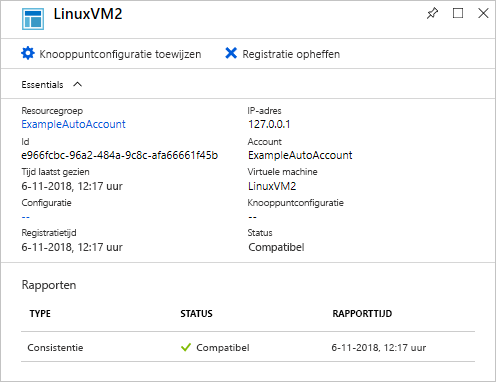 LinuxVM2
Knooppuntconfiguratie toewijzen Registratie opheffen
Essentials
Resourcegroep IP-adres
ExampleAutoAccount 127.0.0.1
Id Account
e966fcbc-96a2-484a-9c8c-afa66661f45b ExampleAutoAccount
Tijd laatst gezien Virtuele machine
6-11-2018, 12:17 uur LinuxVM2
Configuratie Knooppuntconfiguratie
-- --
Registratietijd Status
6-11-2018, 12:17 uur Compatibel
Rapporten
TYPE STATUS RAPPORTTIJD
Consistentie Compatibel 6-11-2018, 12:17 uur